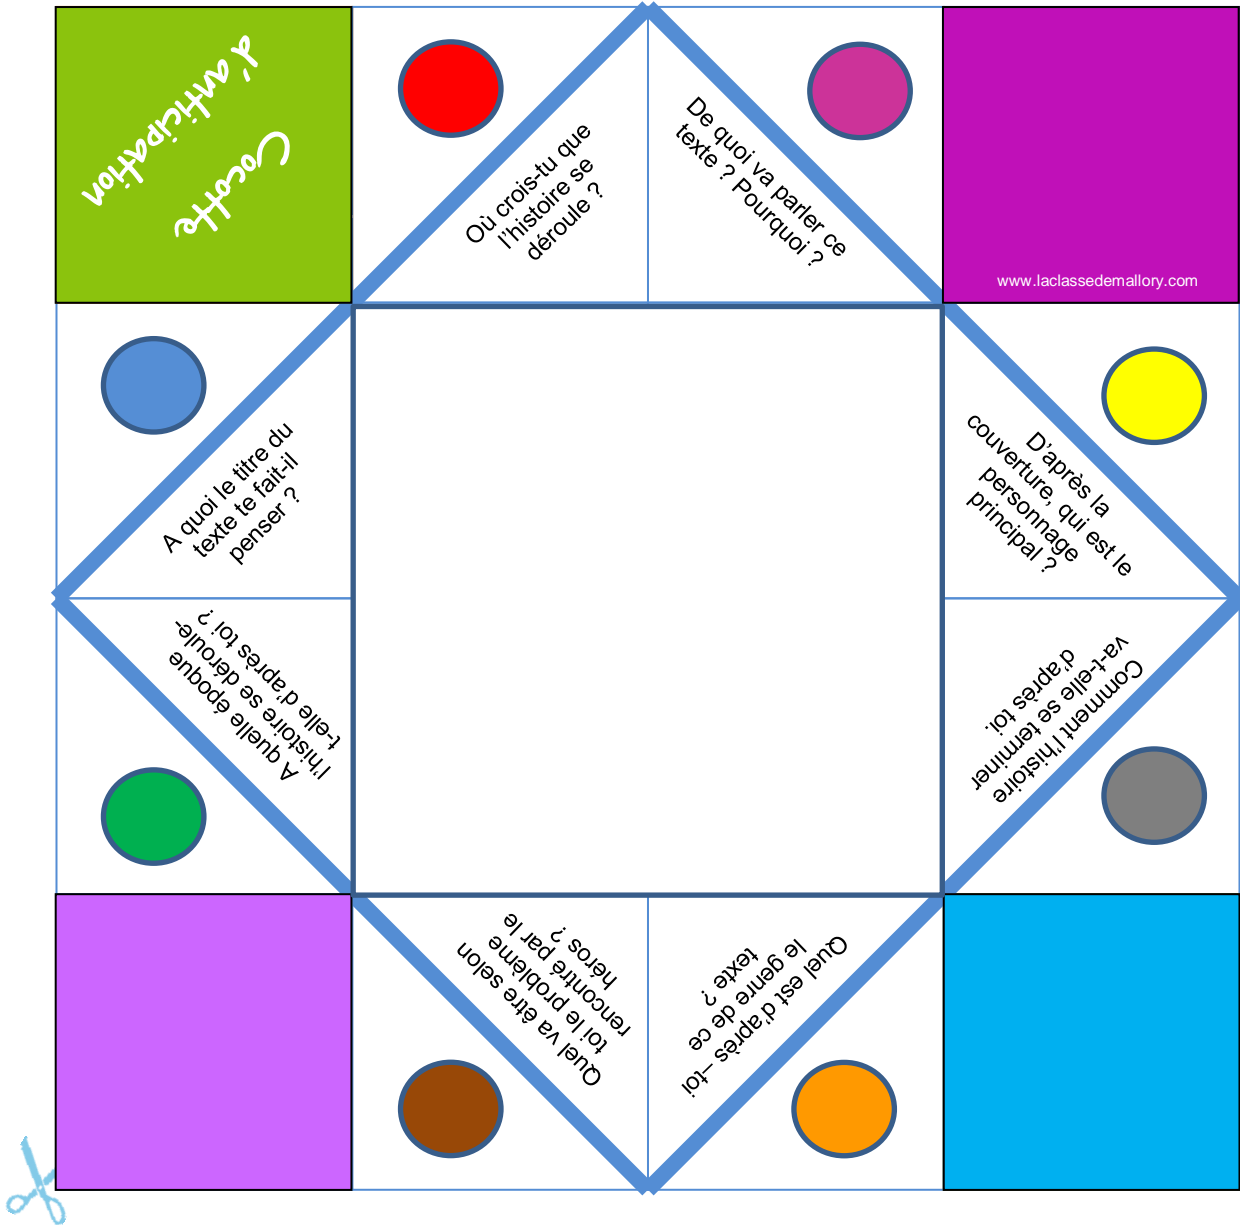 Cocotte
d'anticipation
Où crois-tu que
l'histoire se
déroule ?
De quoi va parler ce
texte ? Pourquoi ?
www.laclassedemallory.com
A quoi le titre du
texte te fait-il
penser ?
D'après la
couverture, qui est le
personnage
principal ?
A quelle époque
l'histoire se déroule-
t-elle d'après toi ?
Comment l'histoire
va-t-elle se terminer
d'après toi.
Quel va être selon
toi le problème
rencontré par le
héros ?
Quel est d'après –toi
le genre de ce
texte ?